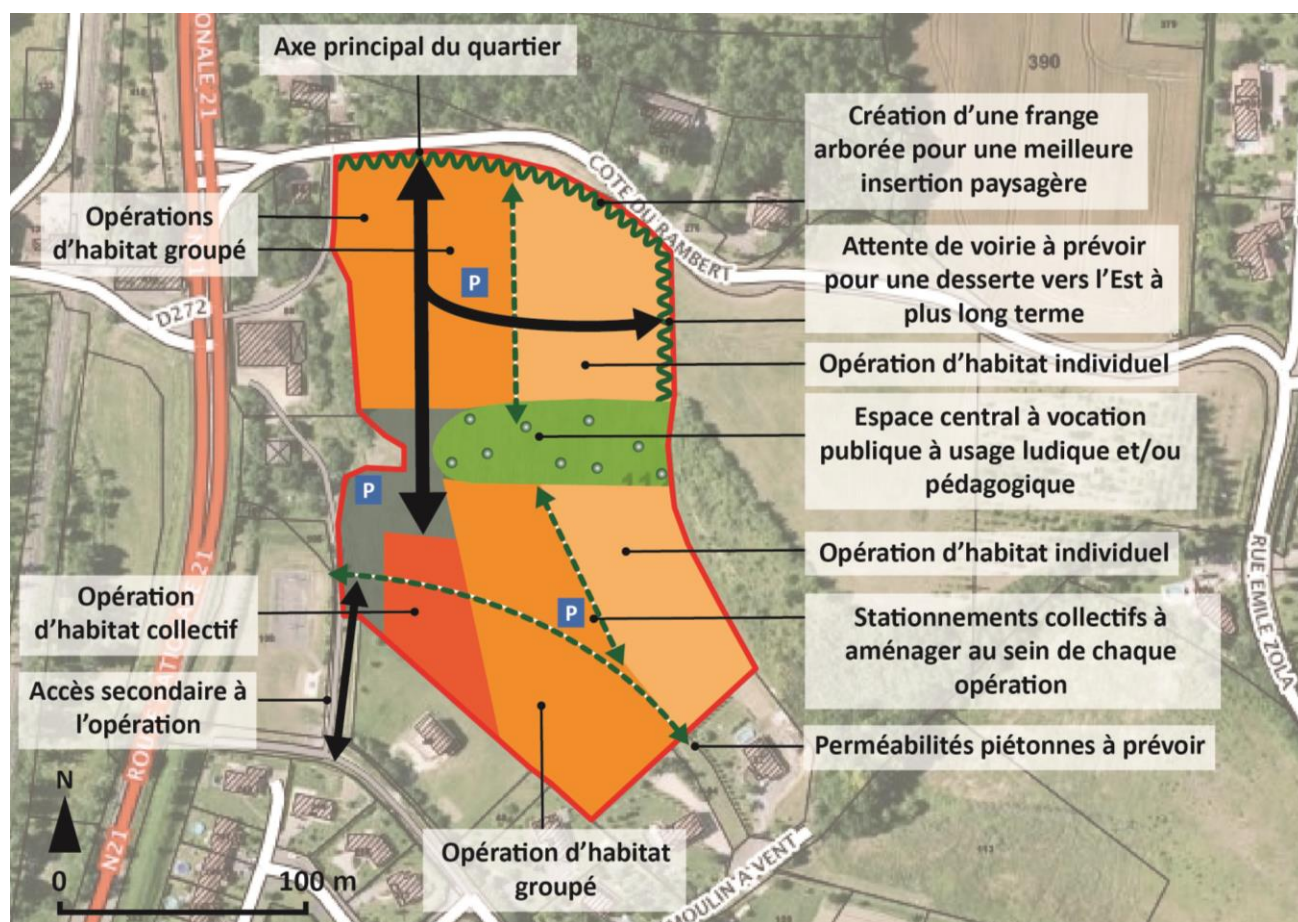 Axe principal du quartier
ONALE 21
390
Création d’une frange
arborée pour une meilleure
insertion paysagère
Opérations
d’habitat groupé
COTE DU RAMBERT
Attente de voirie à prévoir
pour une desserte vers l’Est à
plus long terme
P
D272
Opération d’habitat individuel
Espace central à vocation
publique à usage ludique et/ou
pédagogique
P
Opération d’habitat individuel
RUE EMILE ZOLA
Opération
d’habitat collectif
P
Stationnements collectifs à
aménager au sein de chaque
opération
Accès secondaire à
l’opération
Perméabilités piétonnes à prévoir
N
N21
Opération d’habitat
groupé
MOULIN A VENT
0
100 m